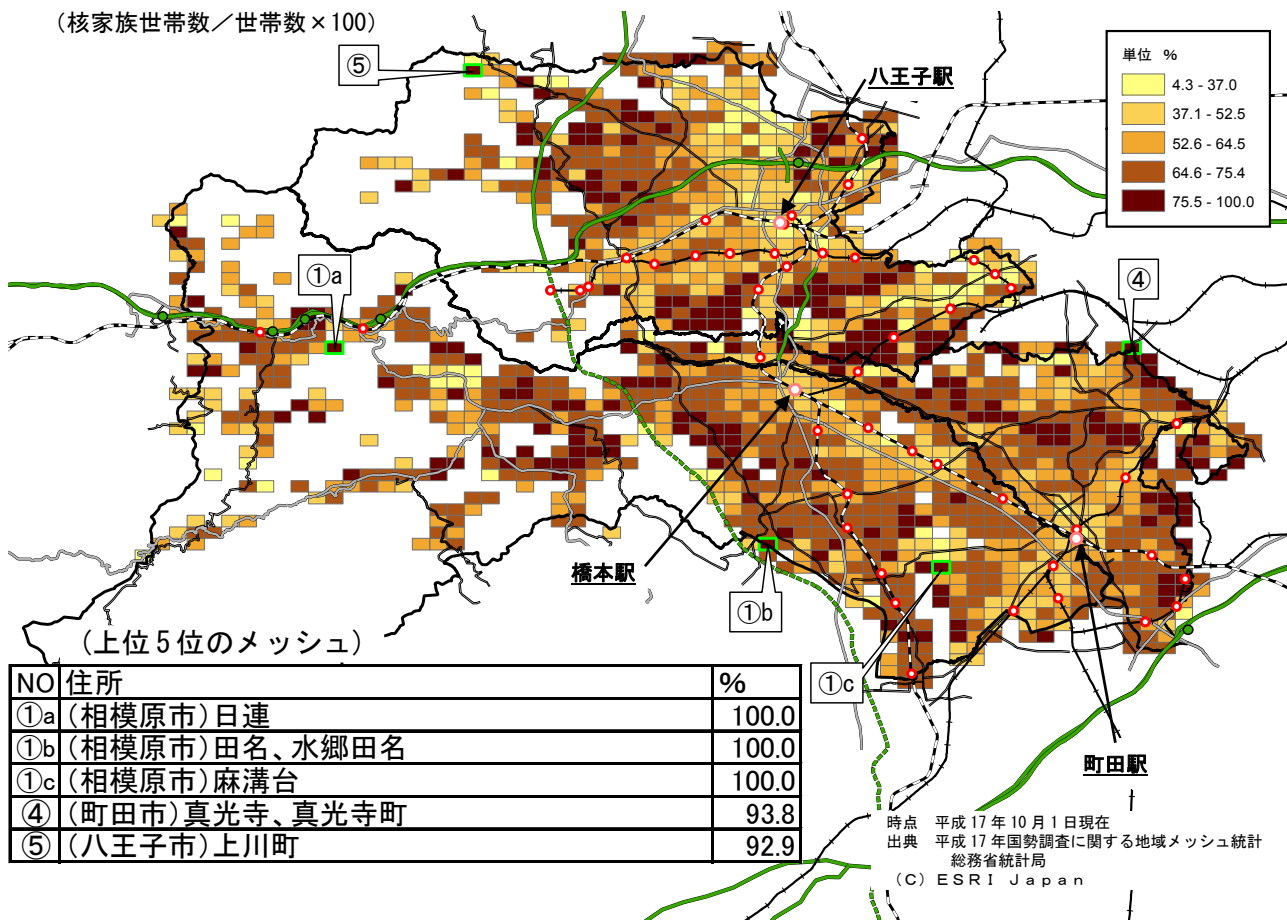 (核家族世帯数/世帯数×100)
⑤
八王子駅
単位 %
4.3 - 37.0
37.1 - 52.5
52.6 - 64.5
64.6 - 75.4
75.5 - 100.0
①a
④
橋本駅
①b
①c
町田駅
(上位5位のメッシュ)
NO 住所 %
①a (相模原市)日連 100.0
①b (相模原市)田名、水郷田名 100.0
①c (相模原市)麻溝台 100.0
④ (町田市)真光寺、真光寺町 93.8
⑤ (八王子市)上川町 92.9
時点 平成17年10月1日現在
出典 平成17年国勢調査に関する地域メッシュ統計
総務省統計局
(C) ESRI Japan